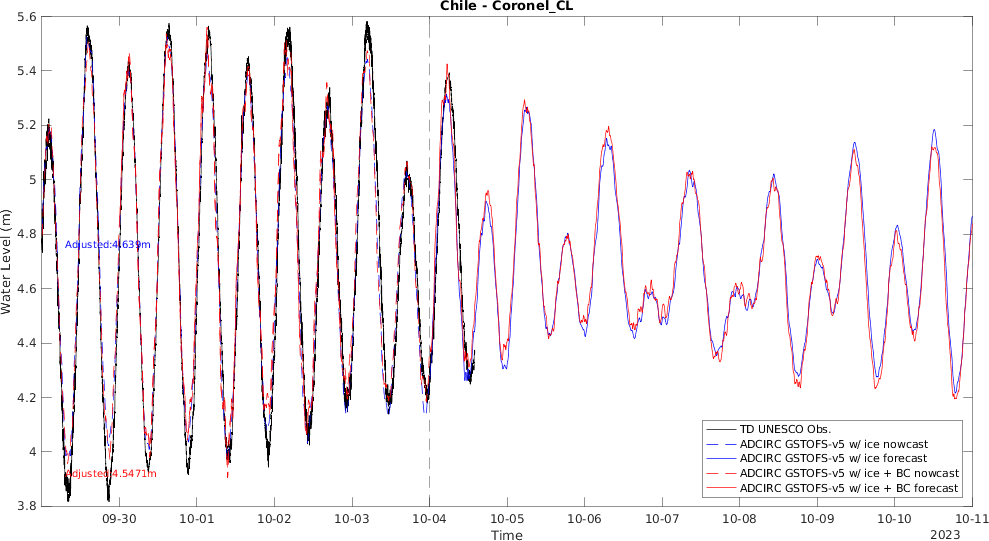 Chile - Coronel_CL
Water Level (m)
5.6
5.4
5.2
5
4.8
4.6
4.4
4.2
4
3.8
Adjusted:4.639m
Adjusted:4.5471m
TD UNESCO Obs.
ADCIRC GSTOFS-v5 w/ ice nowcast
ADCIRC GSTOFS-v5 w/ ice forecast
ADCIRC GSTOFS-v5 w/ ice + BC nowcast
ADCIRC GSTOFS-v5 w/ ice + BC forecast
09-30 10-01 10-02 10-03 10-04 10-05 10-06 10-07 10-08 10-09 10-10 10-11
Time
2023